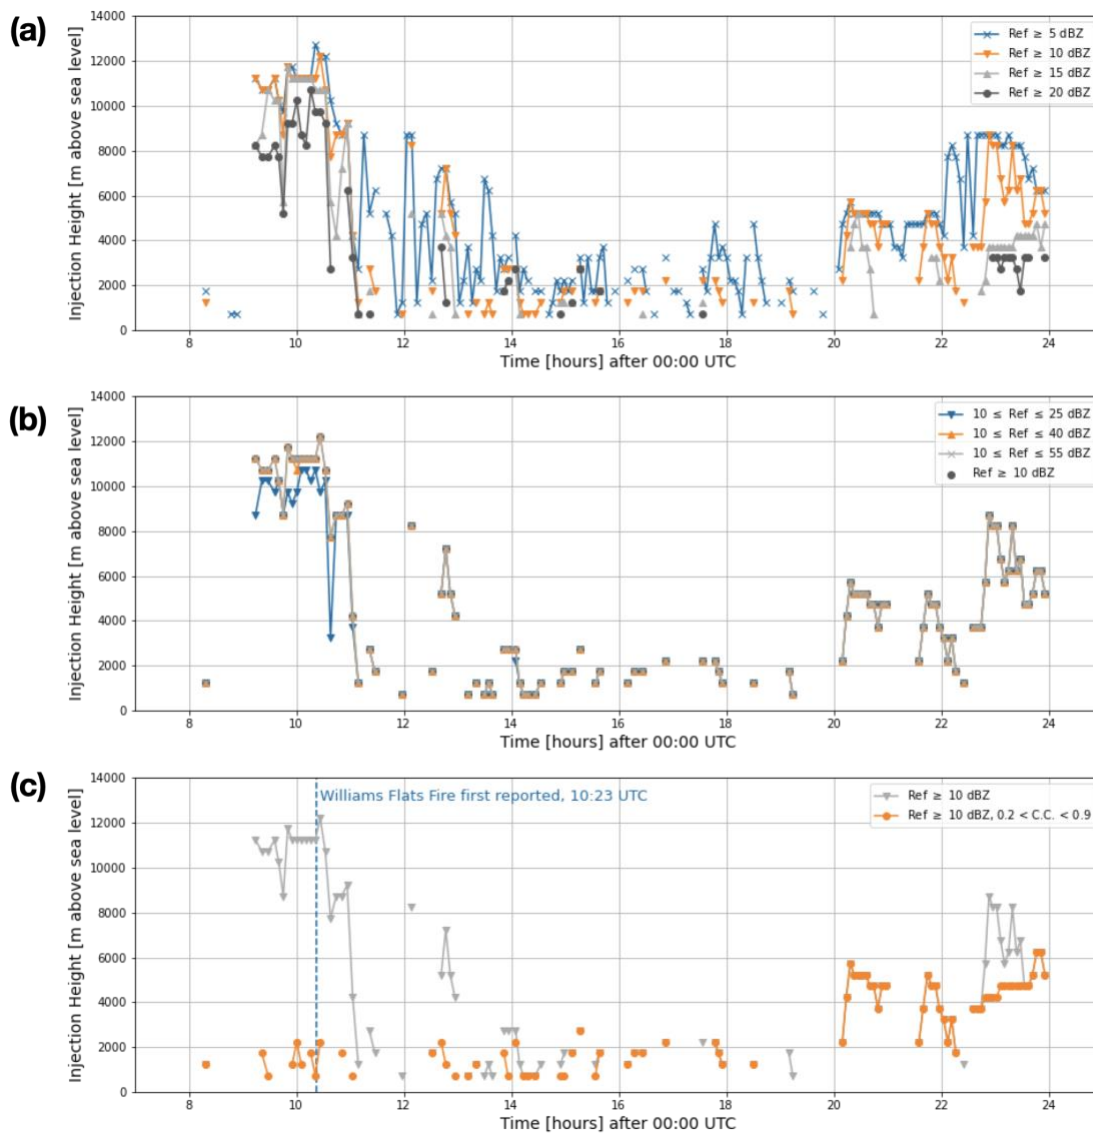 (a)
Injection Height [m above sea level]
14000
12000
10000
8000
6000
4000
2000
0
Ref ≥ 5 dBZ
Ref ≥ 10 dBZ
Ref ≥ 15 dBZ
Ref ≥ 20 dBZ
8 10 12 14 16 18 20 22 24
Time [hours] after 00:00 UTC
(b)
Injection Height [m above sea level]
14000
12000
10000
8000
6000
4000
2000
0
10 ≤ Ref ≤ 25 dBZ
10 ≤ Ref ≤ 40 dBZ
10 ≤ Ref ≤ 55 dBZ
Ref ≥ 10 dBZ
8 10 12 14 16 18 20 22 24
Time [hours] after 00:00 UTC
(c)
Injection Height [m above sea level]
14000
12000
10000
8000
6000
4000
2000
0
Williams Flats Fire first reported, 10:23 UTC
Ref ≥ 10 dBZ
Ref ≥ 10 dBZ, 0.2 < C.C. < 0.9
8 10 12 14 16 18 20 22 24
Time [hours] after 00:00 UTC